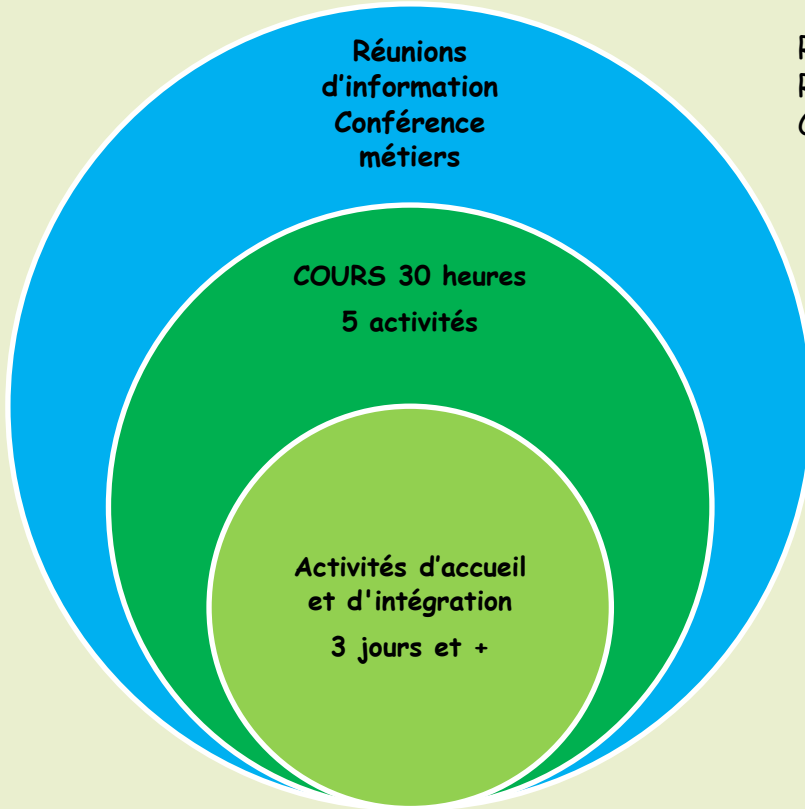 Réunions
d'information
Conférence
métiers
COURS 30 heures
5 activités
Activités d'accueil
et d'intégration
3 jours et +